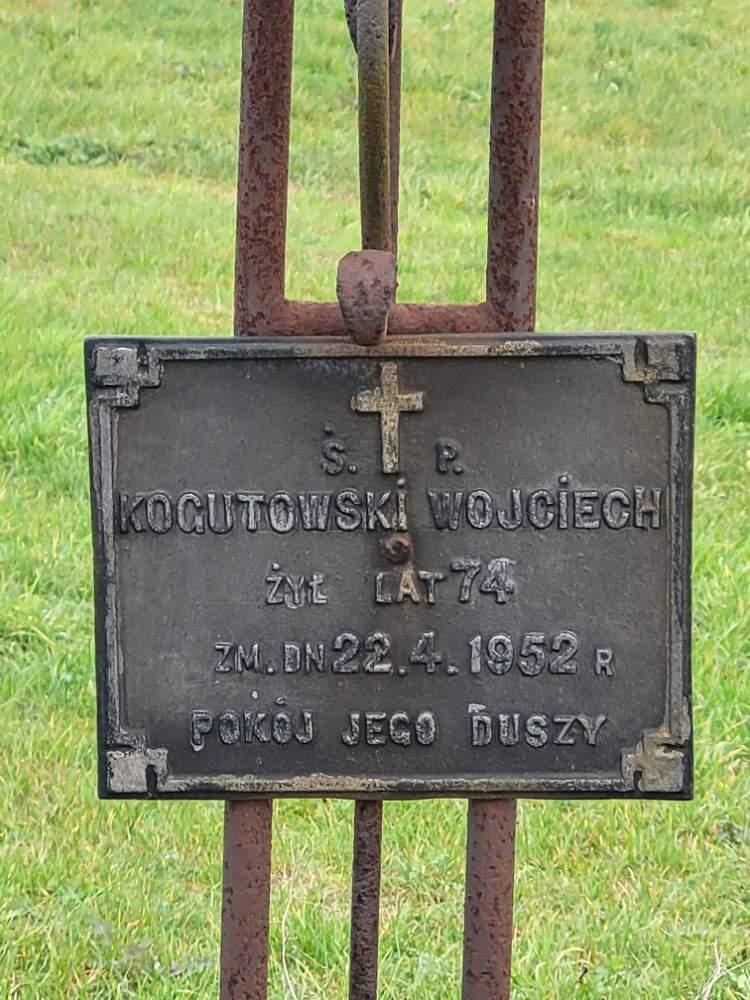 Ś. P.
KOGUTOWSKI WOJCIECH
ŻYŁ LAT 74
ZM. DN 22.4.1952 R
POKÓJ JEGO DUSZY